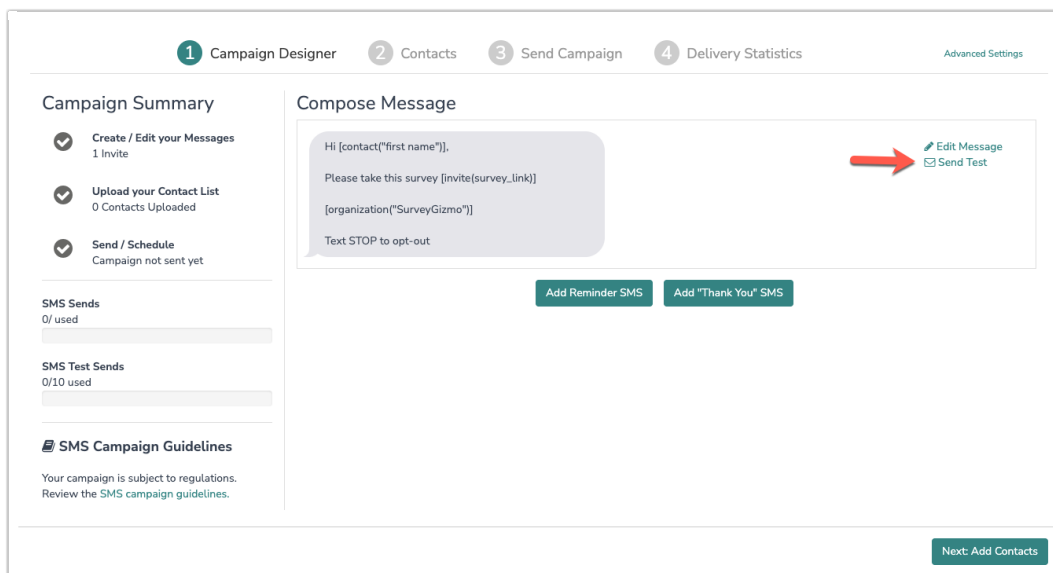 1 Campaign Designer
2 Contacts
3 Send Campaign
4 Delivery Statistics
Advanced Settings
Campaign Summary
Create / Edit your Messages
1 Invite
Upload your Contact List
0 Contacts Uploaded
Send / Schedule
Campaign not sent yet
SMS Sends
0/ used
SMS Test Sends
0/10 used
SMS Campaign Guidelines
Your campaign is subject to regulations.
Review the SMS campaign guidelines.
Compose Message
Hi [contact("first name")],
Please take this survey [invite(survey_link)]
[organization("SurveyGizmo")]
Text STOP to opt-out
Edit Message
Send Test
Add Reminder SMS
Add "Thank You" SMS
Next: Add Contacts